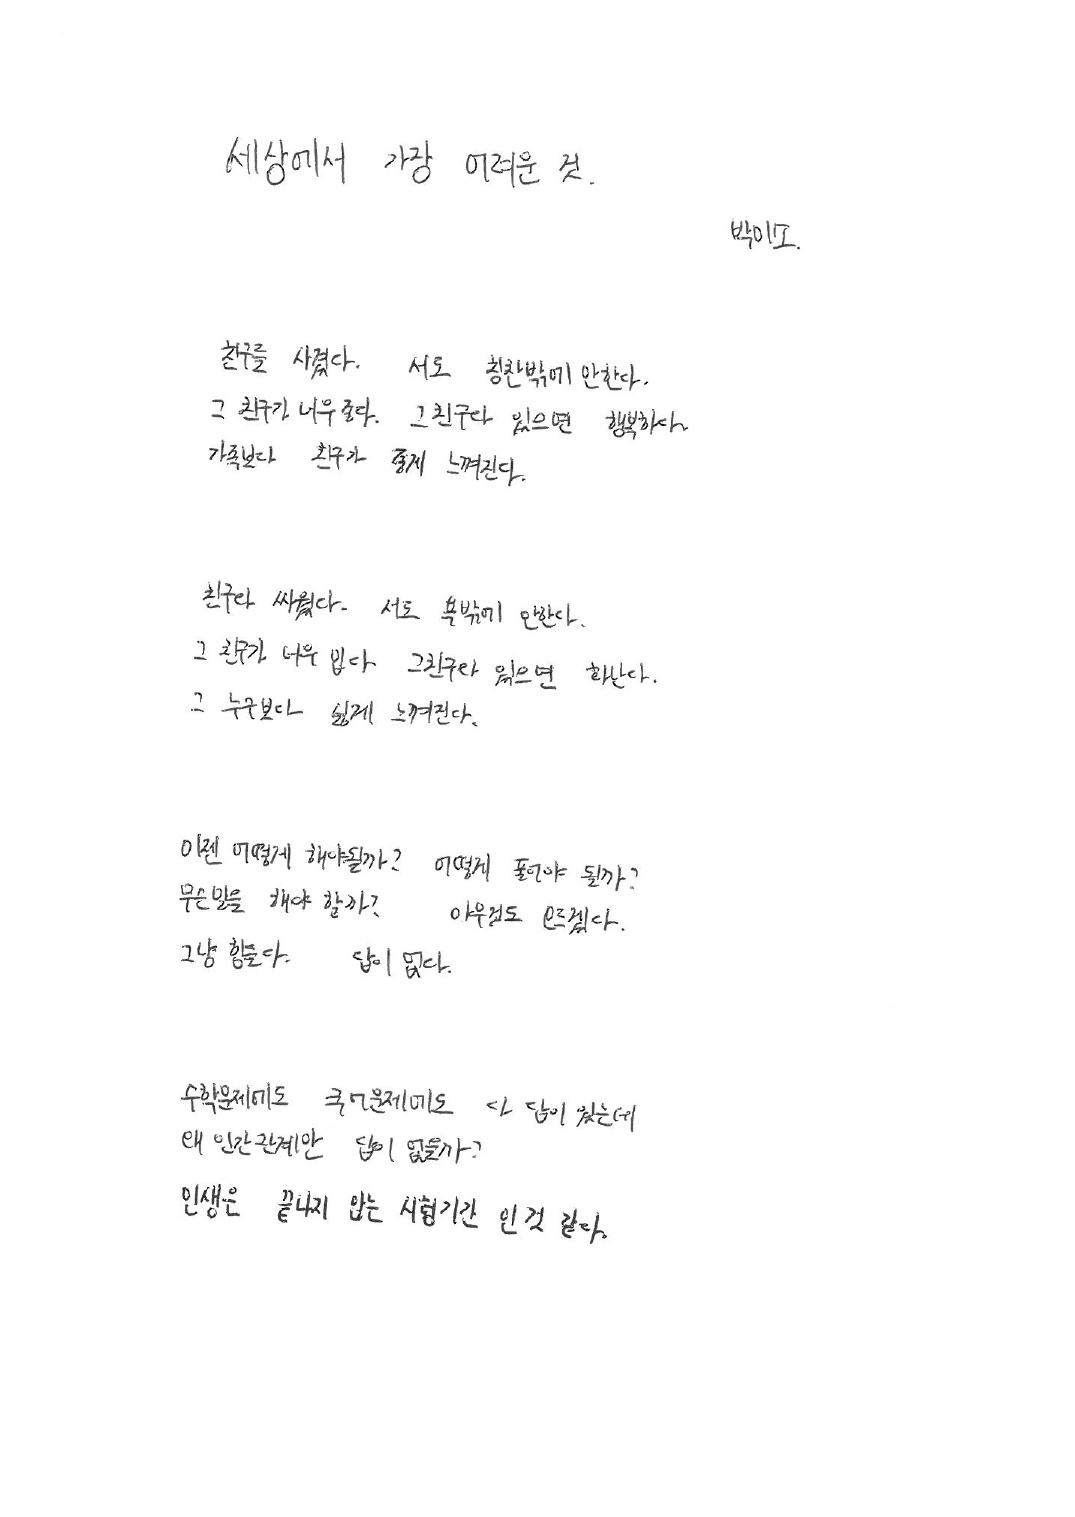 세상에서 가장 어려운 것.
박이도.
친구를 사겼다. 서도 칭찬밖에 안한다.
그 친구가 너무 좋다. 그 친구다 있으면 행복하다.
가족보다 친구가 좋게 느껴진다.
친구다 싸웠다. 서도 욕밖에 안한다.
그 친구가 너무 밉다 그친구다 있으면 화난다.
그 누구보다 싫게 느껴진다.
이젠 어떻게 해야될까? 어떻게 풀어야 될까?
무슨일을 해야 할까? 아무것도 모르겠다.
그냥 힘들다. 답이 없다.
수학문제에도 국어문제에도 다 답이 있는데
왜 인간관계만 답이 없을까?
인생은 끝나지 않는 시험기간 인것 같다.